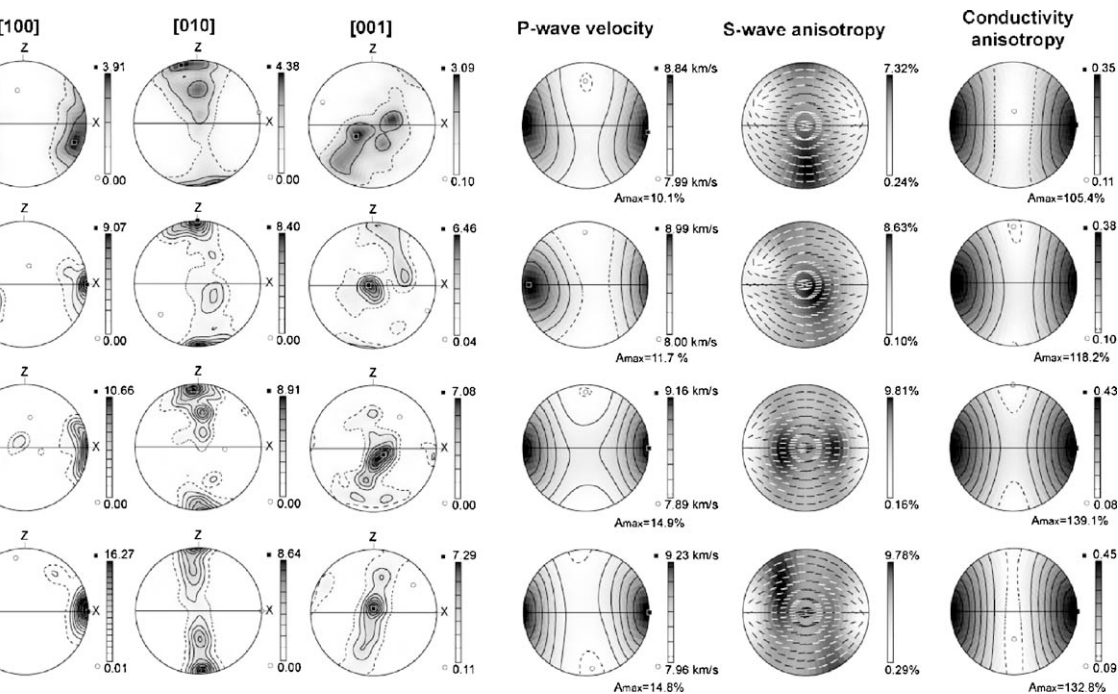 [100] [010] [001] P-wave velocity S-wave anisotropy Conductivity anisotropy
Z Z Z
3.91 4.38 3.09 8.84 km/s 7.32% 0.35
X X
0.00 0.00 0.10 7.99 km/s 0.24% 0.11
Amax=10.1% Amax=105.4%
Z
9.07 8.40 6.46 8.99 km/s 8.63% 0.38
X X
0.00 0.00 0.04 8.00 km/s 0.10% 0.10
Amax=11.7 % Amax=118.2%
Z
10.66 8.91 7.08 9.16 km/s 9.81% 0.43
X
0.00 0.00 0.00 7.89 km/s 0.16% 0.08
Amax=14.9% Amax=139.1%
Z Z Z
16.27 8.64 7.29 9.23 km/s 9.78% 0.45
X X
0.01 0.00 0.11 7.96 km/s 0.29% 0.09
Amax=14.8% Amax=132.8%